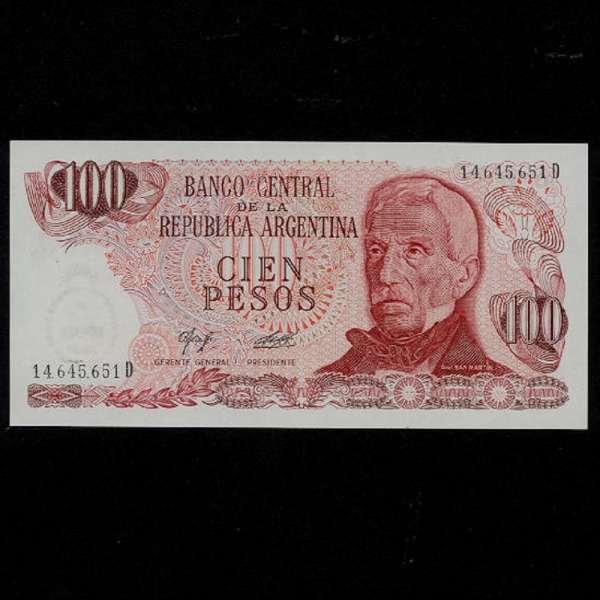 100
14.645.651 D
BANCO CENTRAL
DE LA
REPUBLICA ARGENTINA
CIEN
PESOS
100
GERENTE GENERAL PRESIDENTE
14.645.651 D
Gral. SAN MARTIN